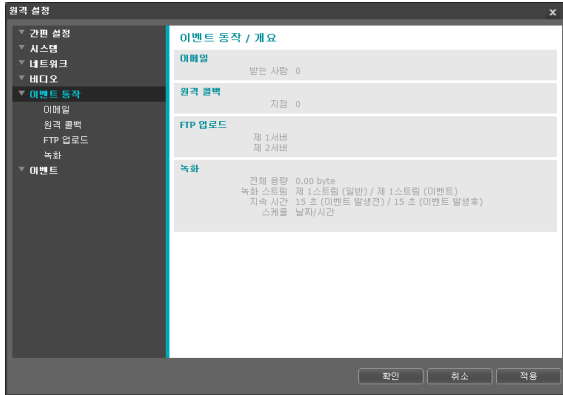 원격 설정
x
간편 설정
시스템
네트워크
비디오
이벤트 동작
이메일
원격 콜백
FTP 업로드
녹화
이벤트
이벤트 동작 / 개요
이메일
받는 사람 0
원격 콜백
지점 0
FTP 업로드
제 1서버
제 2서버
녹화
전체 용량 0.00 byte
녹화 스트림 제 1스트림 (일반) / 제 1스트림 (이벤트)
지속 시간 15 초 (이벤트 발생전) / 15 초 (이벤트 발생후)
스케줄 날짜/시간
확인 취소 적용